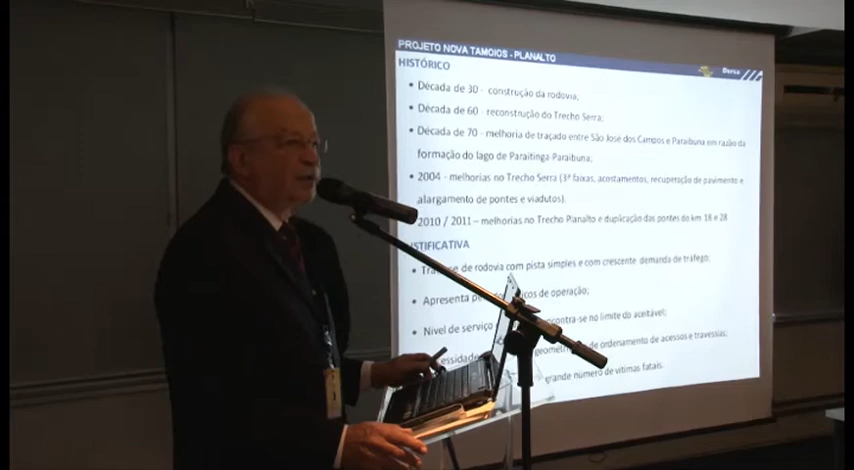 PROJETO NOVA TAMOIOS - PLANALTO
Dersa
HISTÓRICO
• Década de 30 - construção da rodovia;
• Década de 60 - reconstrução do Trecho Serra;
• Década de 70 - melhoria de traçado entre São José dos Campos e Paraibuna em razão da
formação do lago de Paraitinga-Paraibuna;
• 2004 - melhorias no Trecho Serra (3ª faixas, acostamentos, recuperação de pavimento e
alargamento de pontes e viadutos).
2010 / 2011 – melhorias no Trecho Planalto e duplicação das pontes do km 18 e 28
STIFICATIVA
• de rodovia com pista simples e com crescente demanda de tráfego;
• Apresenta de operação;
• Nível de serviço no limite do aceitável;
de ordenamento de acessos e travessias;
grande número de vítimas fatais.